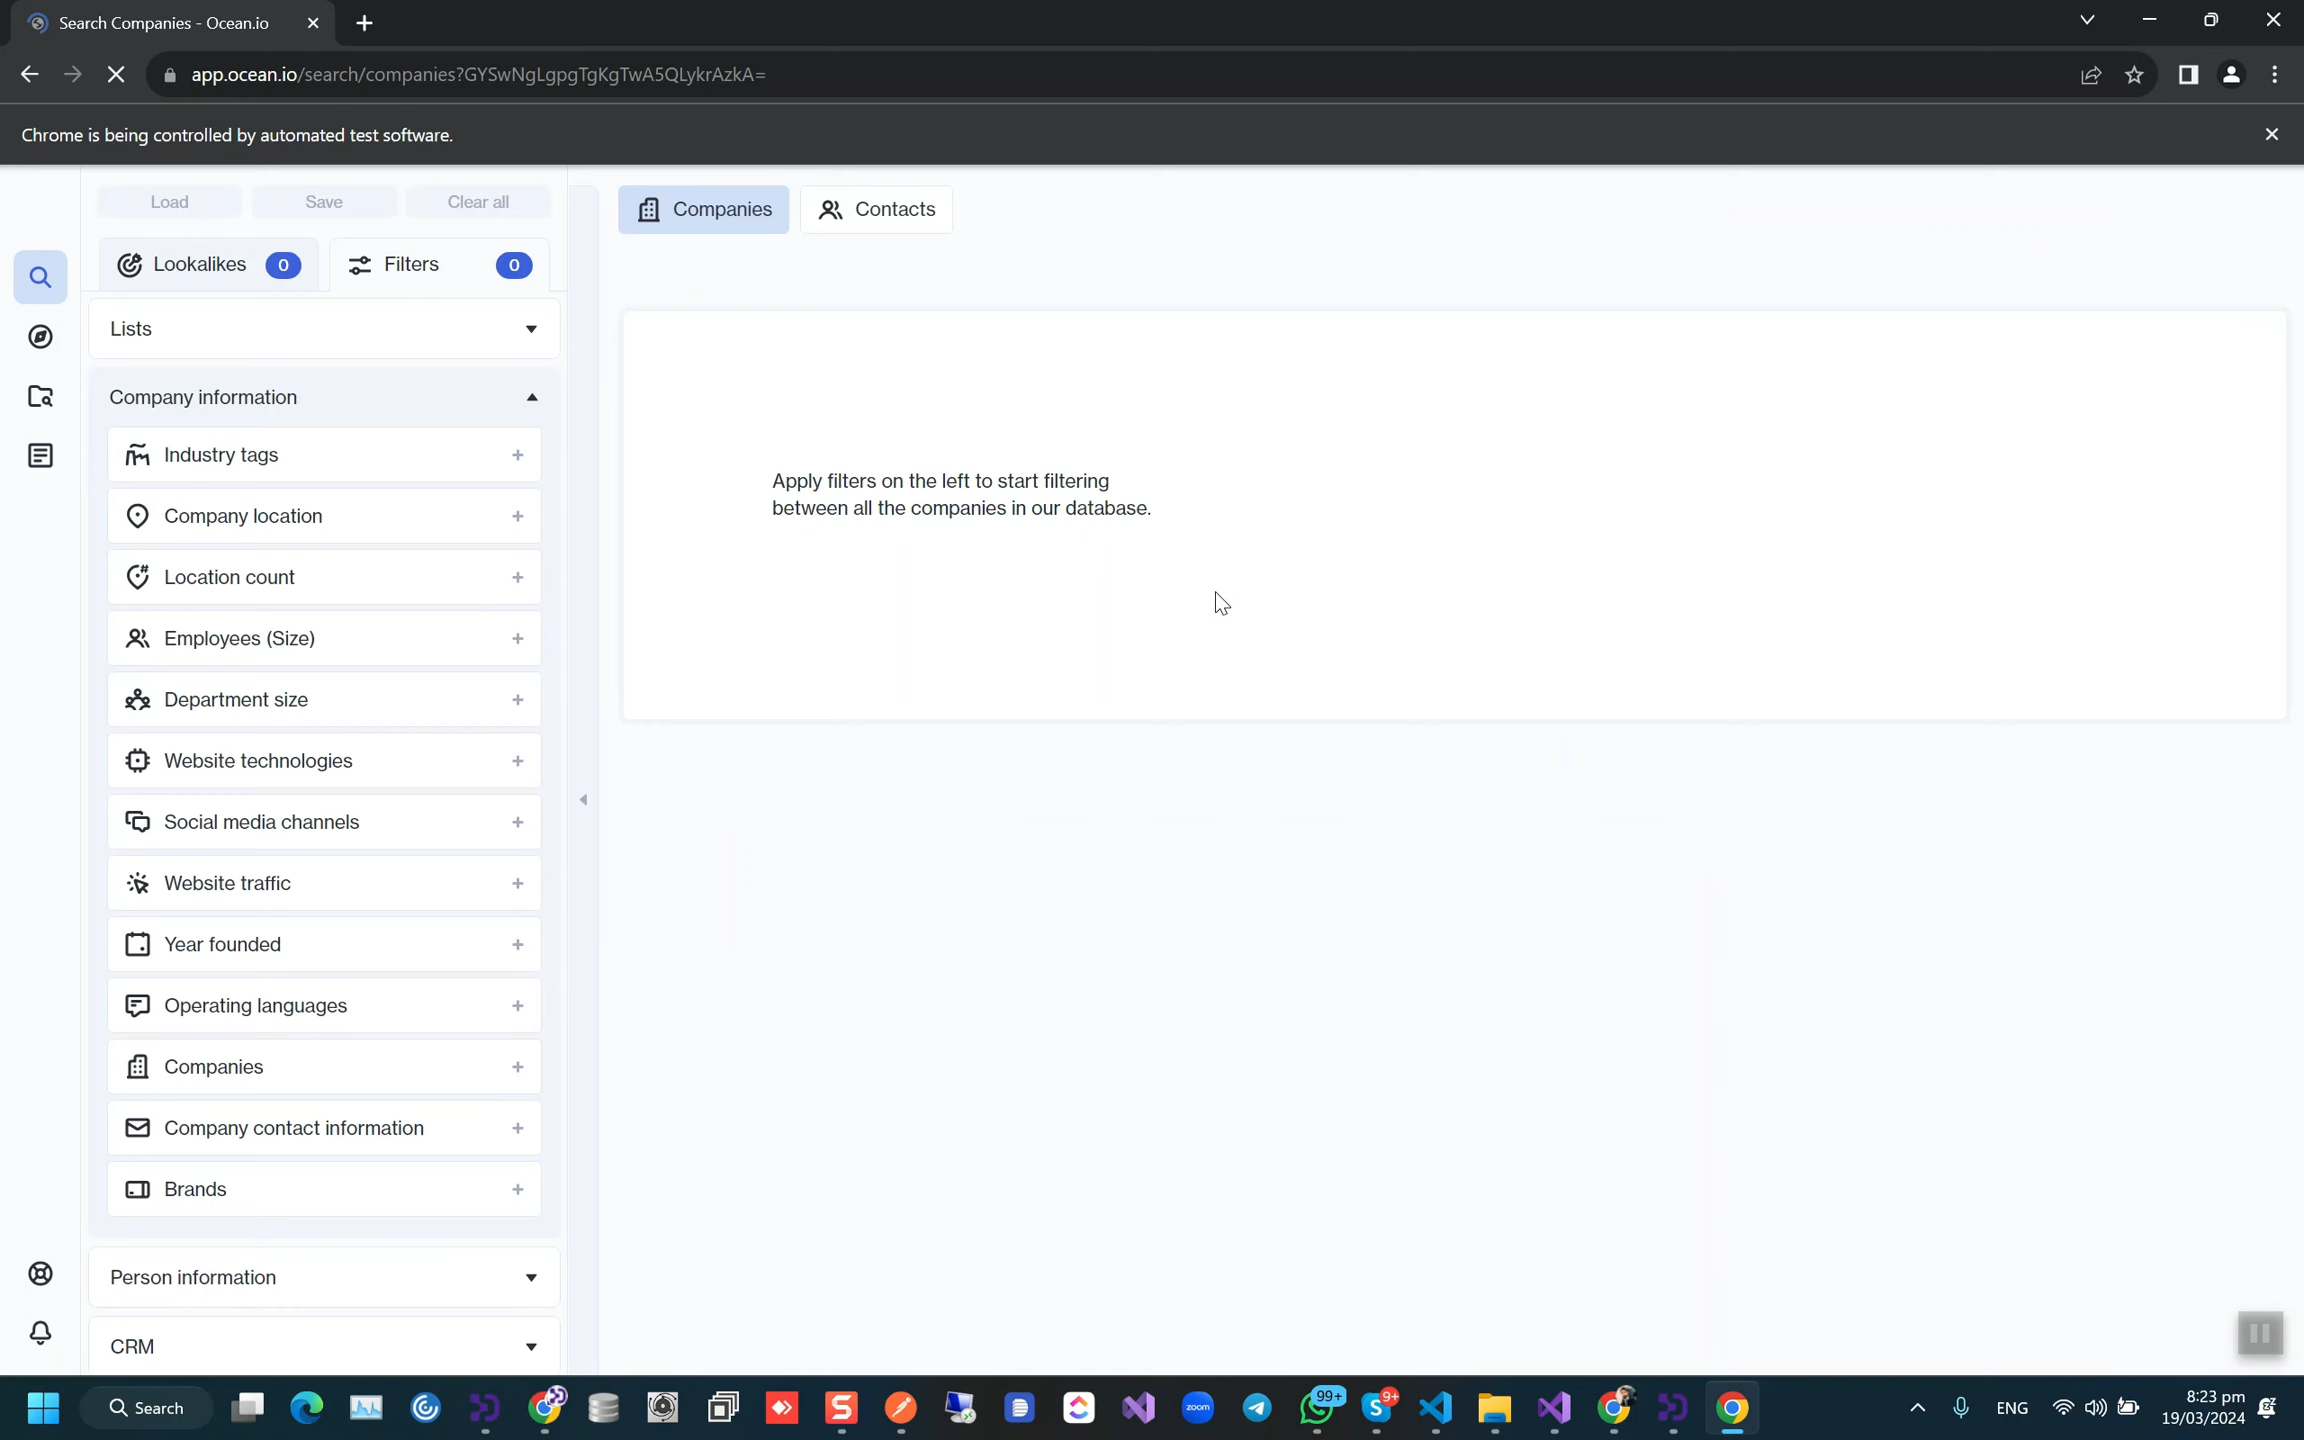 Search Companies - Ocean.io
app.ocean.io/search/companies?GYSwNgLgpgTgKgTwA5QLykrAzkA=
Chrome is being controlled by automated test software.
Load
Save
Clear all
Lookalikes 0
Filters 0
Lists
Company information
Industry tags
Company location
Location count
Employees (Size)
Department size
Website technologies
Social media channels
Website traffic
Year founded
Operating languages
Companies
Company contact information
Brands
Person information
CRM
Companies
Contacts
Apply filters on the left to start filtering
between all the companies in our database.
Search
zoom
99+
9+
ENG
8:23 pm
19/03/2024